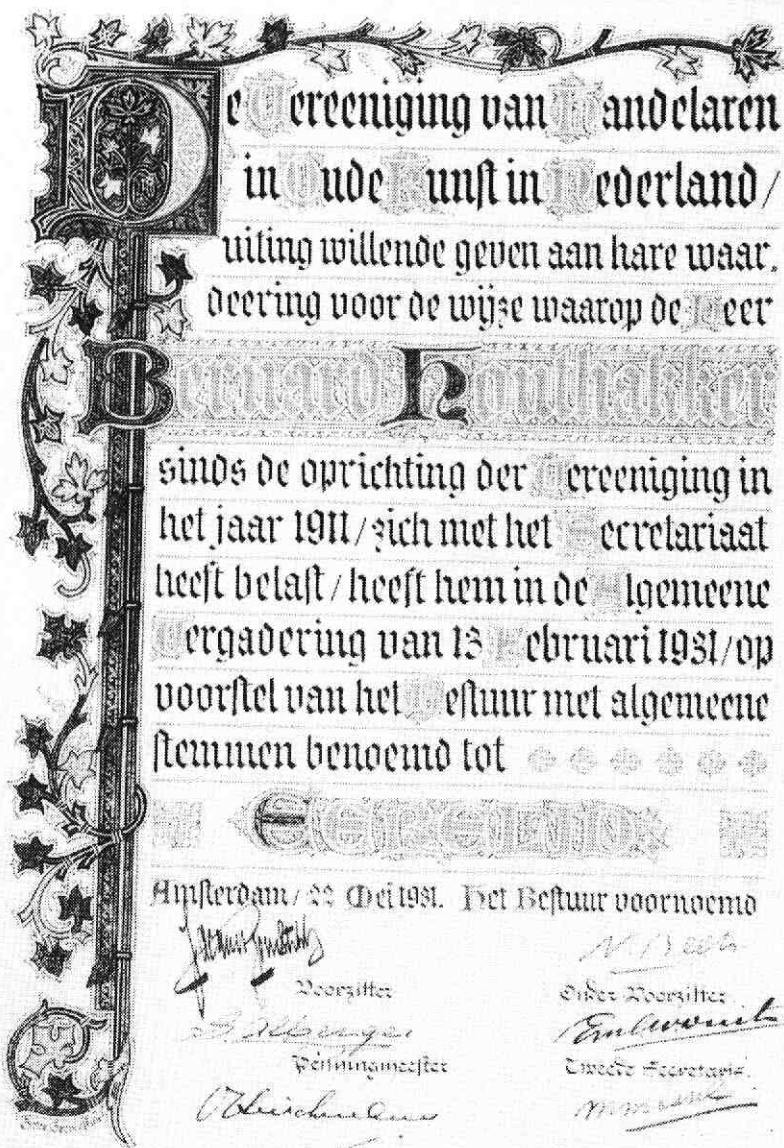 De Vereeniging van Handelaren
in Oude Kunst in Nederland /
uiting willende geven aan hare waar-
deering voor de wijze waarop de Heer
Bernard Houthakker
sinds de oprichting der Vereeniging in
het jaar 1911 / zich met het Secretariaat
heeft belast / heeft hem in de Algemeene
Vergadering van 13 Februari 1931 / op
voorstel van het Bestuur met algemeene
stemmen benoemd tot
EERELID
Amsterdam / 22 Mei 1931. Het Bestuur voornoemd
Voorzitter
Onder Voorzitter
Penningmeester
Tweede Secretaris.